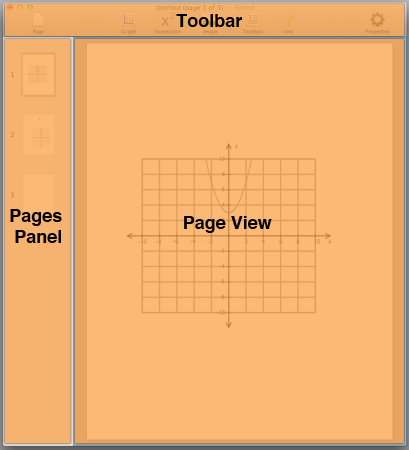 Untitled (page 1 of 3) — Edited
Toolbar
Page Graph Expression Image Textbox Link Properties
1
2
3
Pages
Panel
Page View
y
x
10
8
6
2
-10
-8
-6
-4
-2
2
4
6
8
10
-2
-4
-6
-8
-10